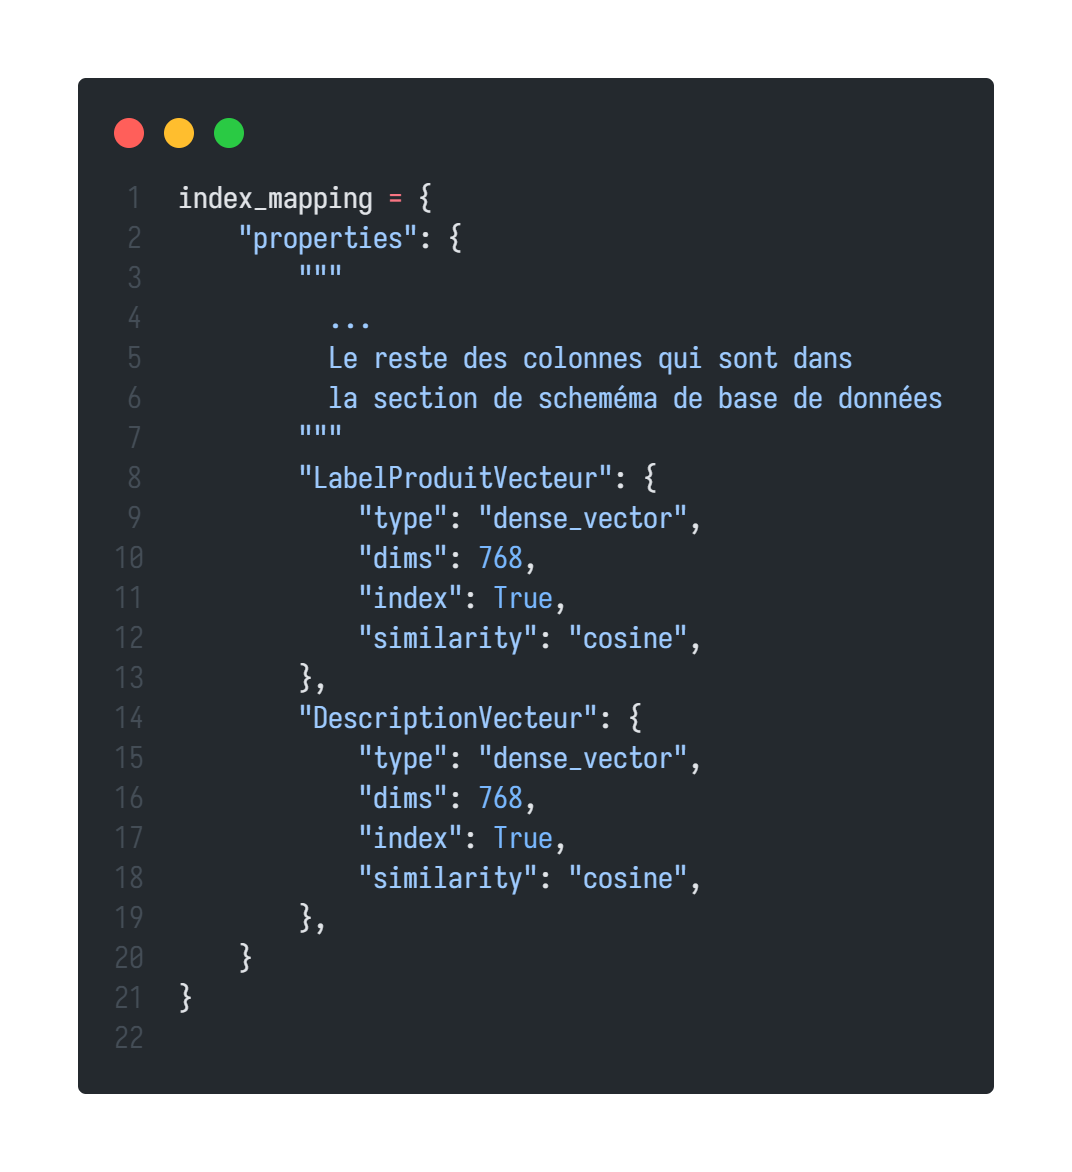 1 index_mapping = {
2     "properties": {
3         """
4           ...
5           Le reste des colonnes qui sont dans
6           la section de scheméma de base de données
7         """
8         "LabelProduitVecteur": {
9             "type": "dense_vector",
10             "dims": 768,
11             "index": True,
12             "similarity": "cosine",
13         },
14         "DescriptionVecteur": {
15             "type": "dense_vector",
16             "dims": 768,
17             "index": True,
18             "similarity": "cosine",
19         },
20     }
21 }
22